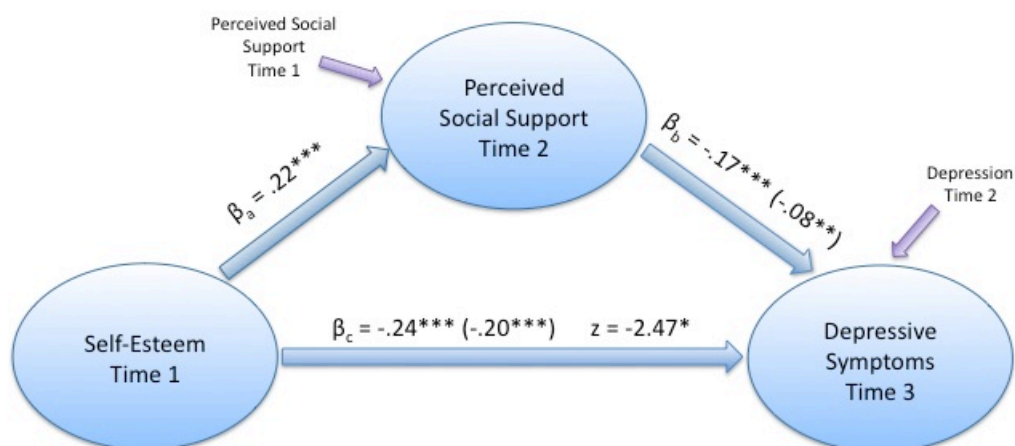 Perceived Social
Support
Time 1
Perceived
Social Support
Time 2
βa = .22***
βb = -.17*** (-.08**)
Depression
Time 2
Self-Esteem
Time 1
βc = -.24*** (-.20***) z = -2.47*
Depressive
Symptoms
Time 3